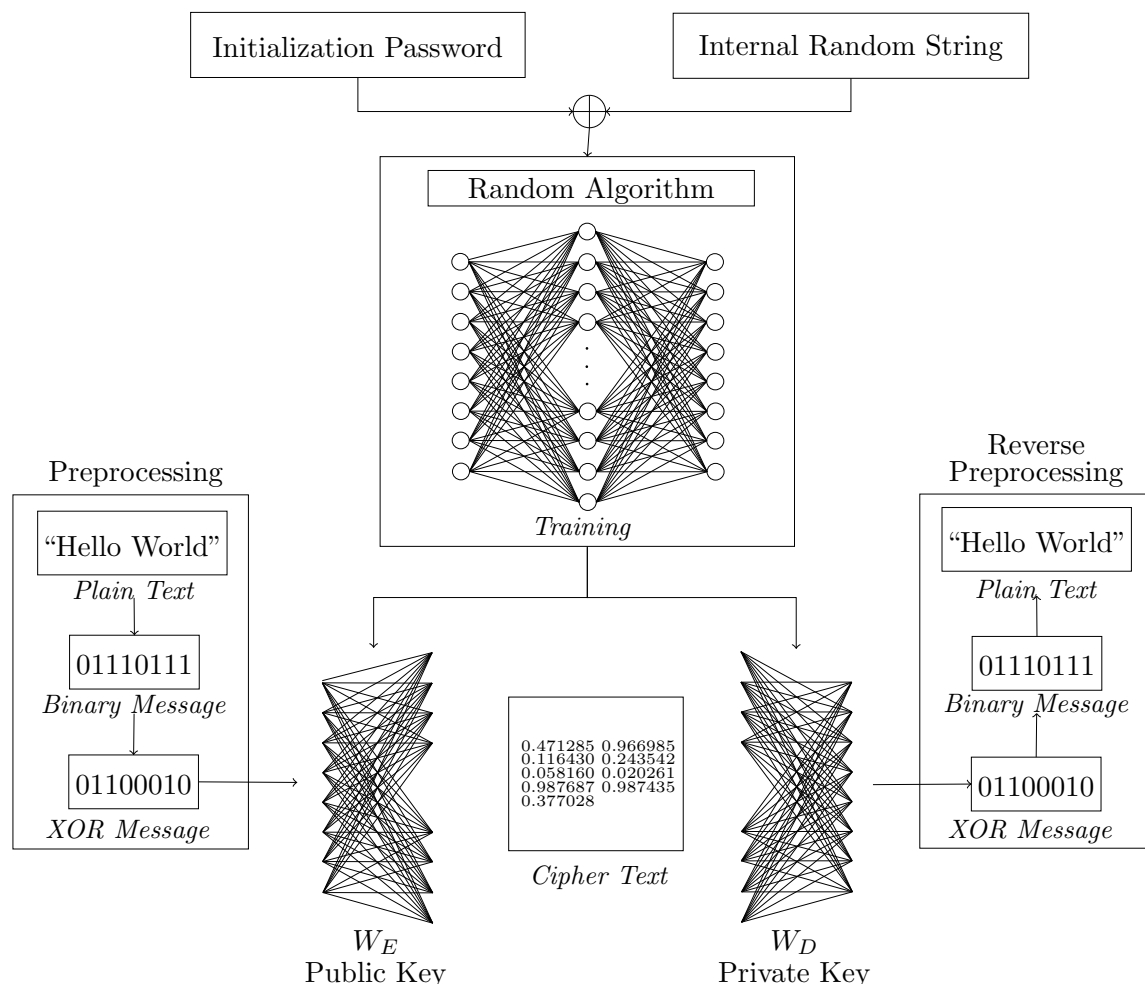 Initialization Password
Internal Random String
Random Algorithm
Training
Preprocessing
“Hello World”
Plain Text
01110111
Binary Message
01100010
XOR Message
W_E
Public Key
0.471285 0.966985
0.116430 0.243542
0.058160 0.020261
0.987687 0.987435
0.377028
Cipher Text
W_D
Private Key
Reverse
Preprocessing
“Hello World”
Plain Text
01110111
Binary Message
01100010
XOR Message